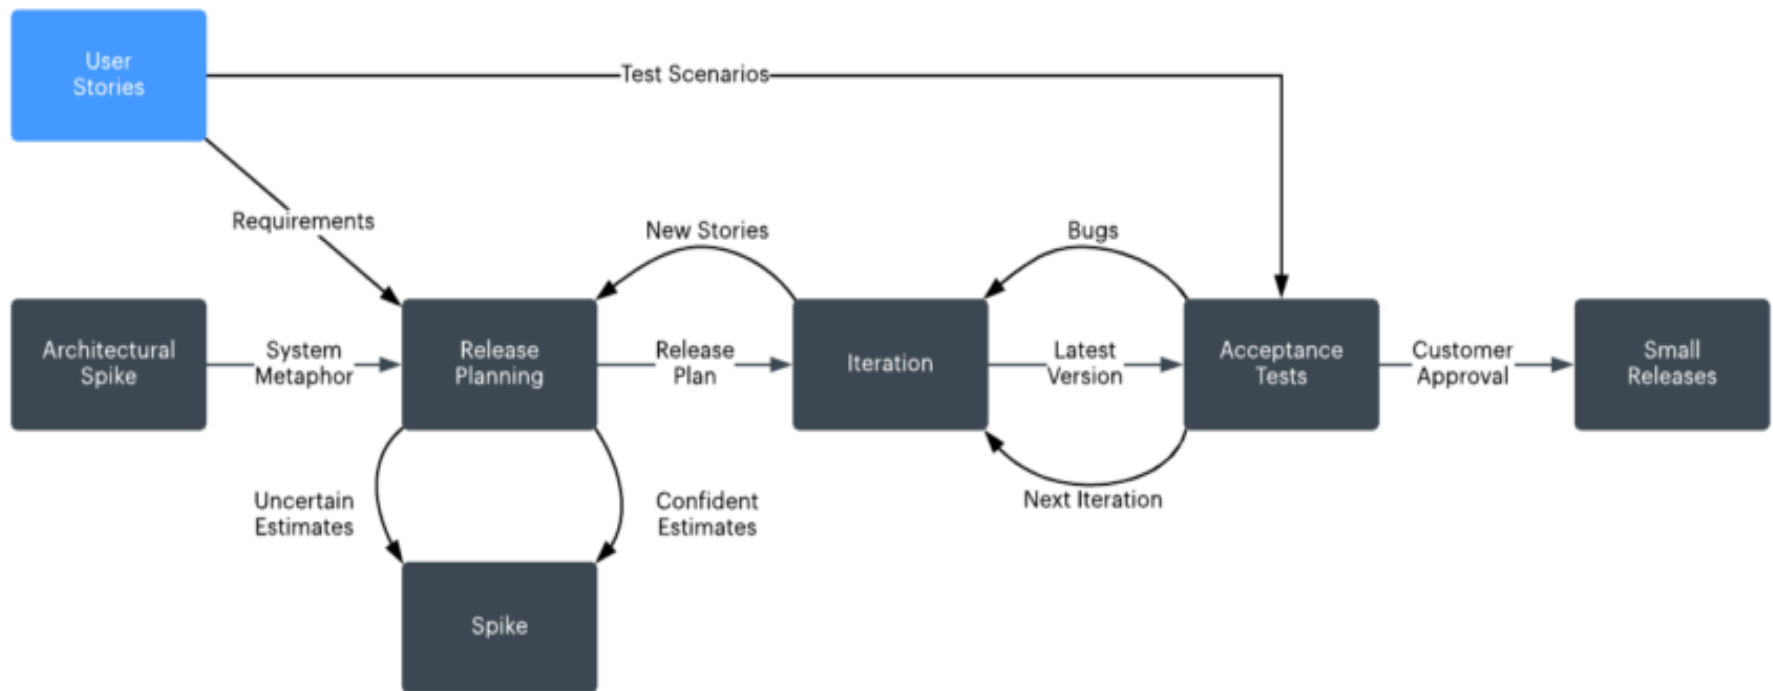 User
Stories
Test Scenarios
Requirements
New Stories
Bugs
Architectural
Spike
System
Metaphor
Release
Planning
Release
Plan
Iteration
Latest
Version
Acceptance
Tests
Customer
Approval
Small
Releases
Uncertain
Estimates
Confident
Estimates
Next Iteration
Spike